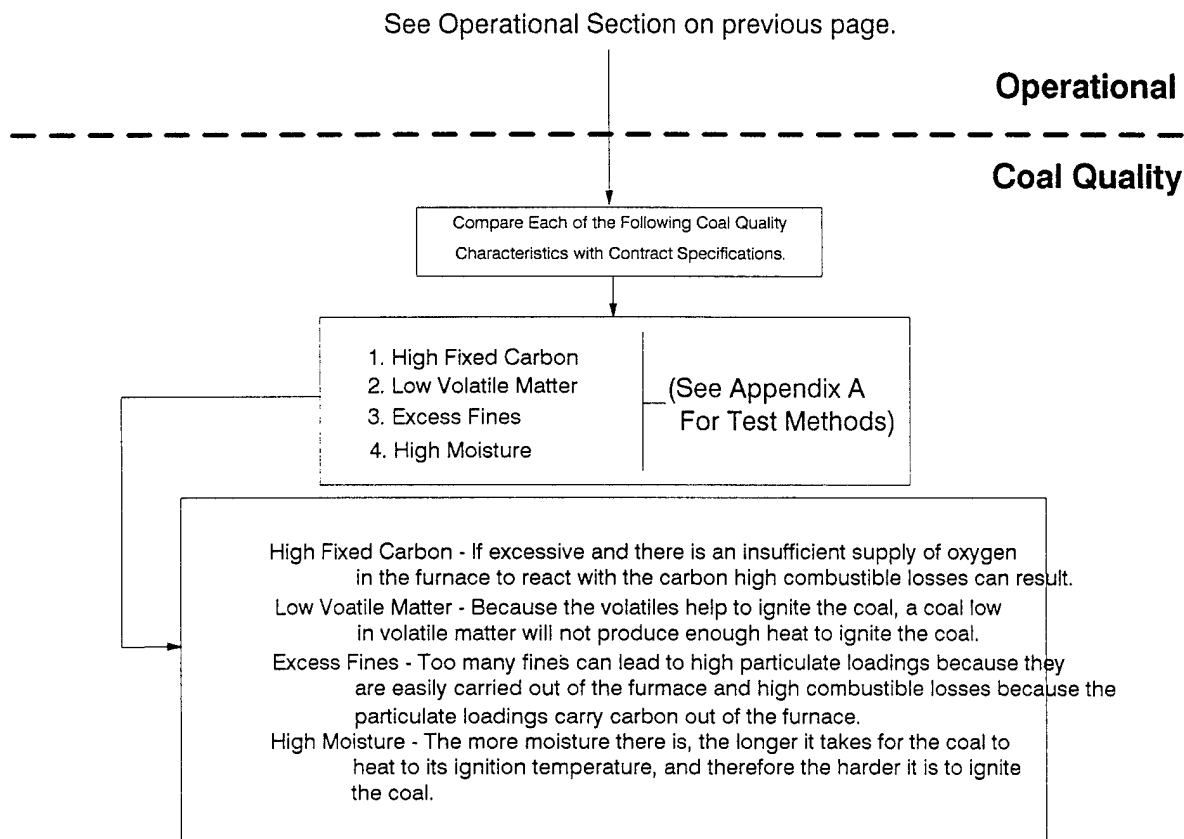 See Operational Section on previous page.
Operational
Coal Quality
Compare Each of the Following Coal Quality
Characteristics with Contract Specifications.
1. High Fixed Carbon
2. Low Volatile Matter
3. Excess Fines
4. High Moisture
(See Appendix A
For Test Methods)
High Fixed Carbon - If excessive and there is an insufficient supply of oxygen
in the furnace to react with the carbon high combustible losses can result.
Low Voatile Matter - Because the volatiles help to ignite the coal, a coal low
in volatile matter will not produce enough heat to ignite the coal.
Excess Fines - Too many fines can lead to high particulate loadings because they
are easily carried out of the furmace and high combustible losses because the
particulate loadings carry carbon out of the furnace.
High Moisture - The more moisture there is, the longer it takes for the coal to
heat to its ignition temperature, and therefore the harder it is to ignite
the coal.